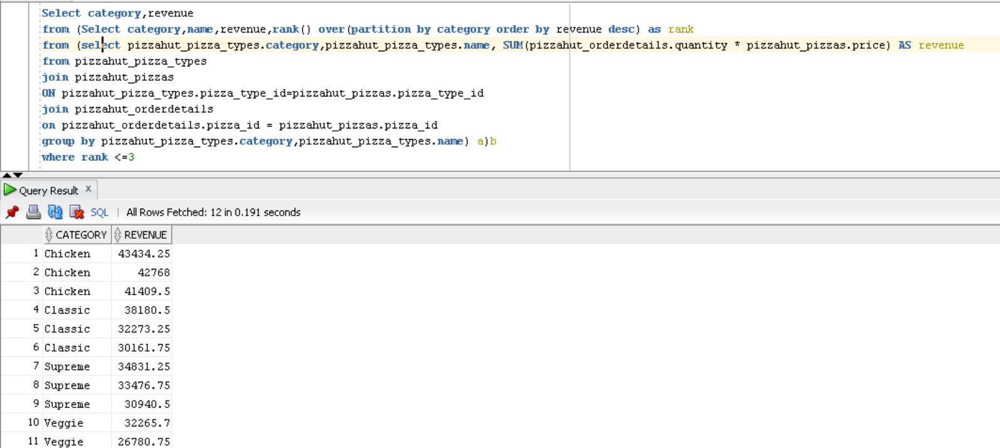 Select category,revenue
from (Select category,name,revenue,rank() over(partition by category order by revenue desc) as rank
from (select pizzahut_pizza_types.category,pizzahut_pizza_types.name, SUM(pizzahut_orderdetails.quantity * pizzahut_pizzas.price) AS revenue
from pizzahut_pizza_types
join pizzahut_pizzas
ON pizzahut_pizza_types.pizza_type_id=pizzahut_pizzas.pizza_type_id
join pizzahut_orderdetails
on pizzahut_orderdetails.pizza_id = pizzahut_pizzas.pizza_id
group by pizzahut_pizza_types.category,pizzahut_pizza_types.name) a)b
where rank <=3
Query Result x
SQL | All Rows Fetched: 12 in 0.191 seconds
CATEGORY REVENUE
1 Chicken 43434.25
2 Chicken 42768
3 Chicken 41409.5
4 Classic 38180.5
5 Classic 32273.25
6 Classic 30161.75
7 Supreme 34831.25
8 Supreme 33476.75
9 Supreme 30940.5
10 Veggie 32265.7
11 Veggie 26780.75